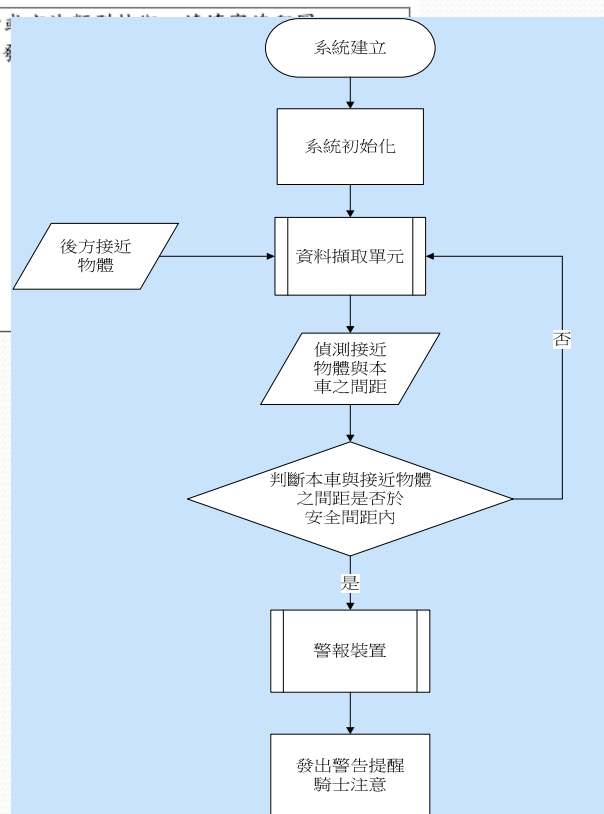 系統建立
系統初始化
後方接近
物體
資料擷取單元
否
偵測接近
物體與本
車之間距
判斷本車與接近物體
之間距是否於
安全間距內
是
警報裝置
發出警告提醒
騎士注意